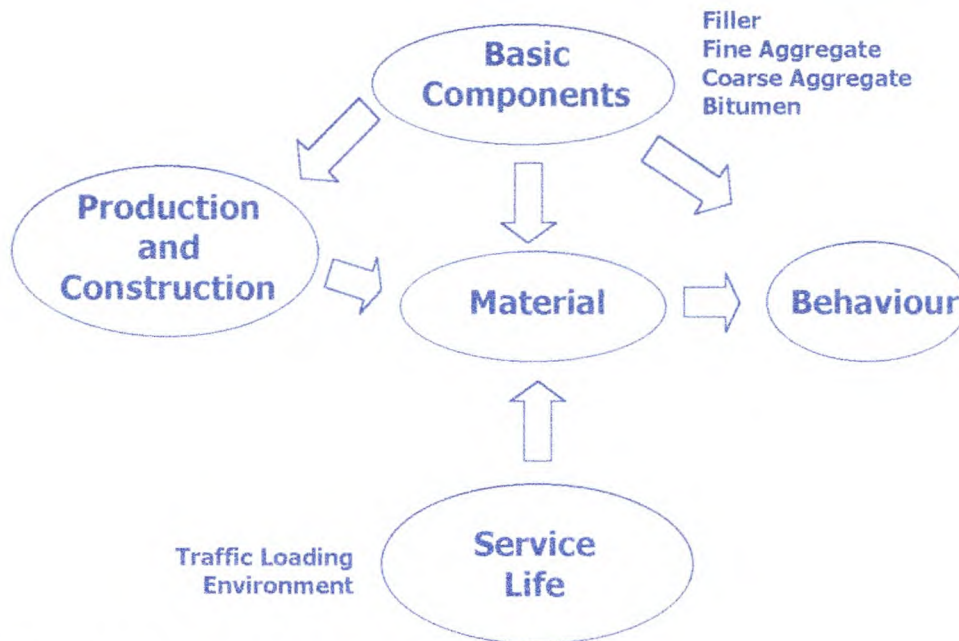 Basic
Components
Filler
Fine Aggregate
Coarse Aggregate
Bitumen
Production
and
Construction
Material
Behaviour
Traffic Loading
Environment
Service
Life